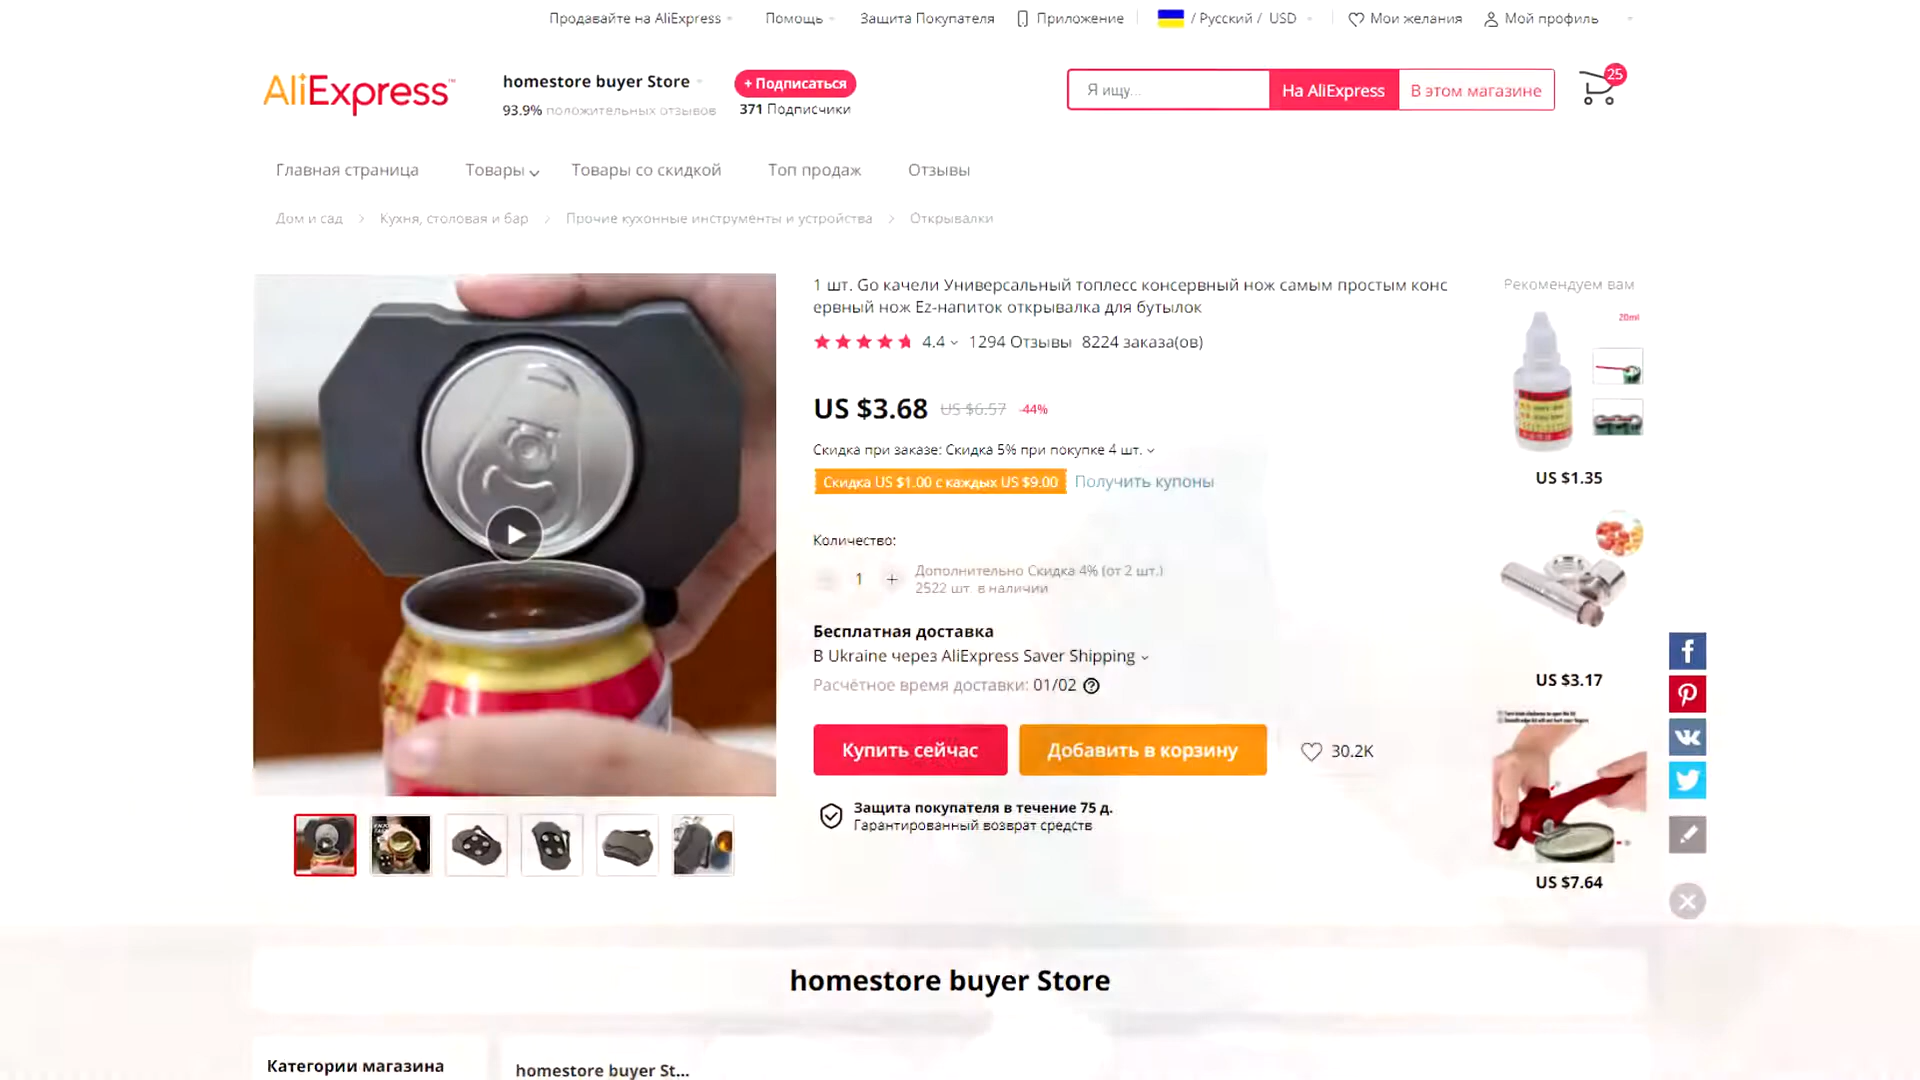 Продавайте на AliExpress
Помощь
Защита Покупателя
Приложение
/ Русский / USD
Мои желания
Мой профиль
AliExpress™
homestore buyer Store
93.9% положительных отзывов
+ Подписаться
371 Подписчики
Я ищу...
На AliExpress
В этом магазине
25
Главная страница
Товары
Товары со скидкой
Топ продаж
Отзывы
Дом и сад > Кухня, столовая и бар > Прочие кухонные инструменты и устройства > Открывалки
1 шт. Go качели Универсальный топлесс консервный нож самым простым конс
ервный нож Ez-напиток открывалка для бутылок
4.4 1294 Отзывы 8224 заказа(ов)
US $3.68 US $6.57 -44%
Скидка при заказе: Скидка 5% при покупке 4 шт.
Скидка US $1.00 с каждых US $9.00 Получить купоны
Количество:
1 +
Дополнительно Скидка 4% (от 2 шт.)
2522 шт. в наличии
Бесплатная доставка
В Ukraine через AliExpress Saver Shipping
Расчётное время доставки: 01/02
Купить сейчас
Добавить в корзину
30.2K
Защита покупателя в течение 75 д.
Гарантированный возврат средств
Рекомендуем вам
20ml
US $1.35
US $3.17
US $7.64
homestore buyer Store
Категории магазина
homestore buyer St...